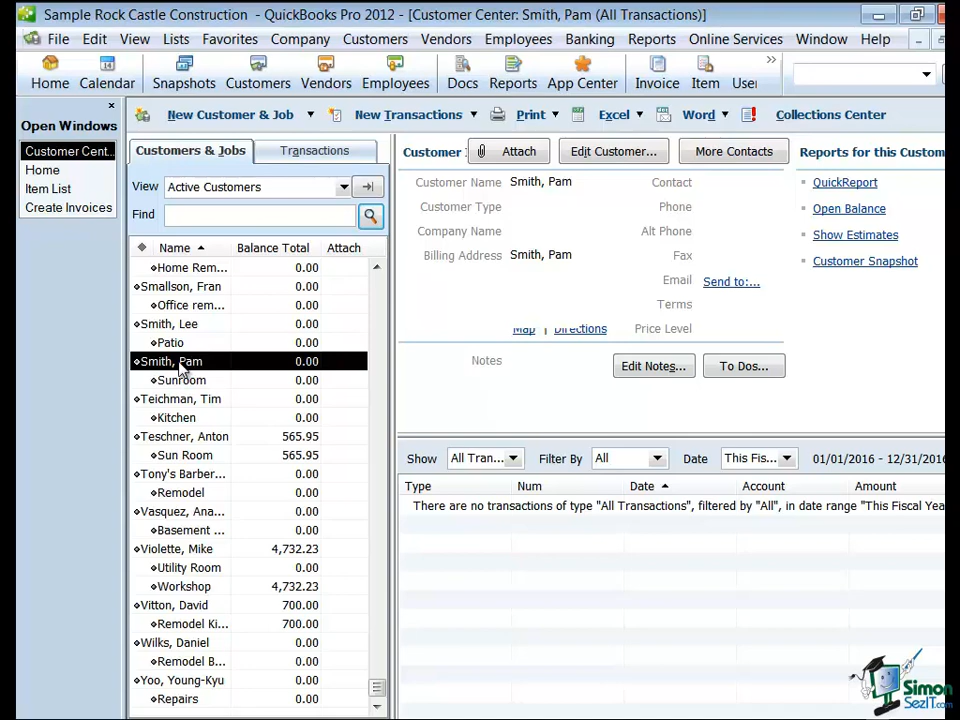 Sample Rock Castle Construction - QuickBooks Pro 2012 - [Customer Center: Smith, Pam (All Transactions)]
File Edit View Lists Favorites Company Customers Vendors Employees Banking Reports Online Services Window Help
Home Calendar Snapshots Customers Vendors Employees Docs Reports App Center Invoice Item User
New Customer & Job New Transactions Print Excel Word Collections Center
Open Windows
Customer Cent...
Home
Item List
Create Invoices
Customers & Jobs Transactions
View Active Customers
Find
Name Balance Total Attach
Home Rem... 0.00
Smallson, Fran 0.00
Office rem... 0.00
Smith, Lee 0.00
Patio 0.00
Smith, Pam 0.00
Sunroom 0.00
Teichman, Tim 0.00
Kitchen 0.00
Teschner, Anton 565.95
Sun Room 565.95
Tony's Barber... 0.00
Remodel 0.00
Vasquez, Ana... 0.00
Basement ... 0.00
Violette, Mike 4,732.23
Utility Room 0.00
Workshop 4,732.23
Vitton, David 700.00
Remodel Ki... 700.00
Wilks, Daniel 0.00
Remodel B... 0.00
Yoo, Young-Kyu 0.00
Repairs 0.00
Customer Attach Edit Customer... More Contacts Reports for this Custom
Customer Name Smith, Pam Contact
Customer Type Phone
Company Name Alt Phone
Billing Address Smith, Pam Fax
Email Send to:...
Terms
Map | Directions Price Level
Notes Edit Notes... To Dos...
QuickReport
Open Balance
Show Estimates
Customer Snapshot
Show All Tran... Filter By All Date This Fis... 01/01/2016 - 12/31/2016
Type Num Date Account Amount
There are no transactions of type "All Transactions", filtered by "All", in date range "This Fiscal Yea
Simon
SezIT.com